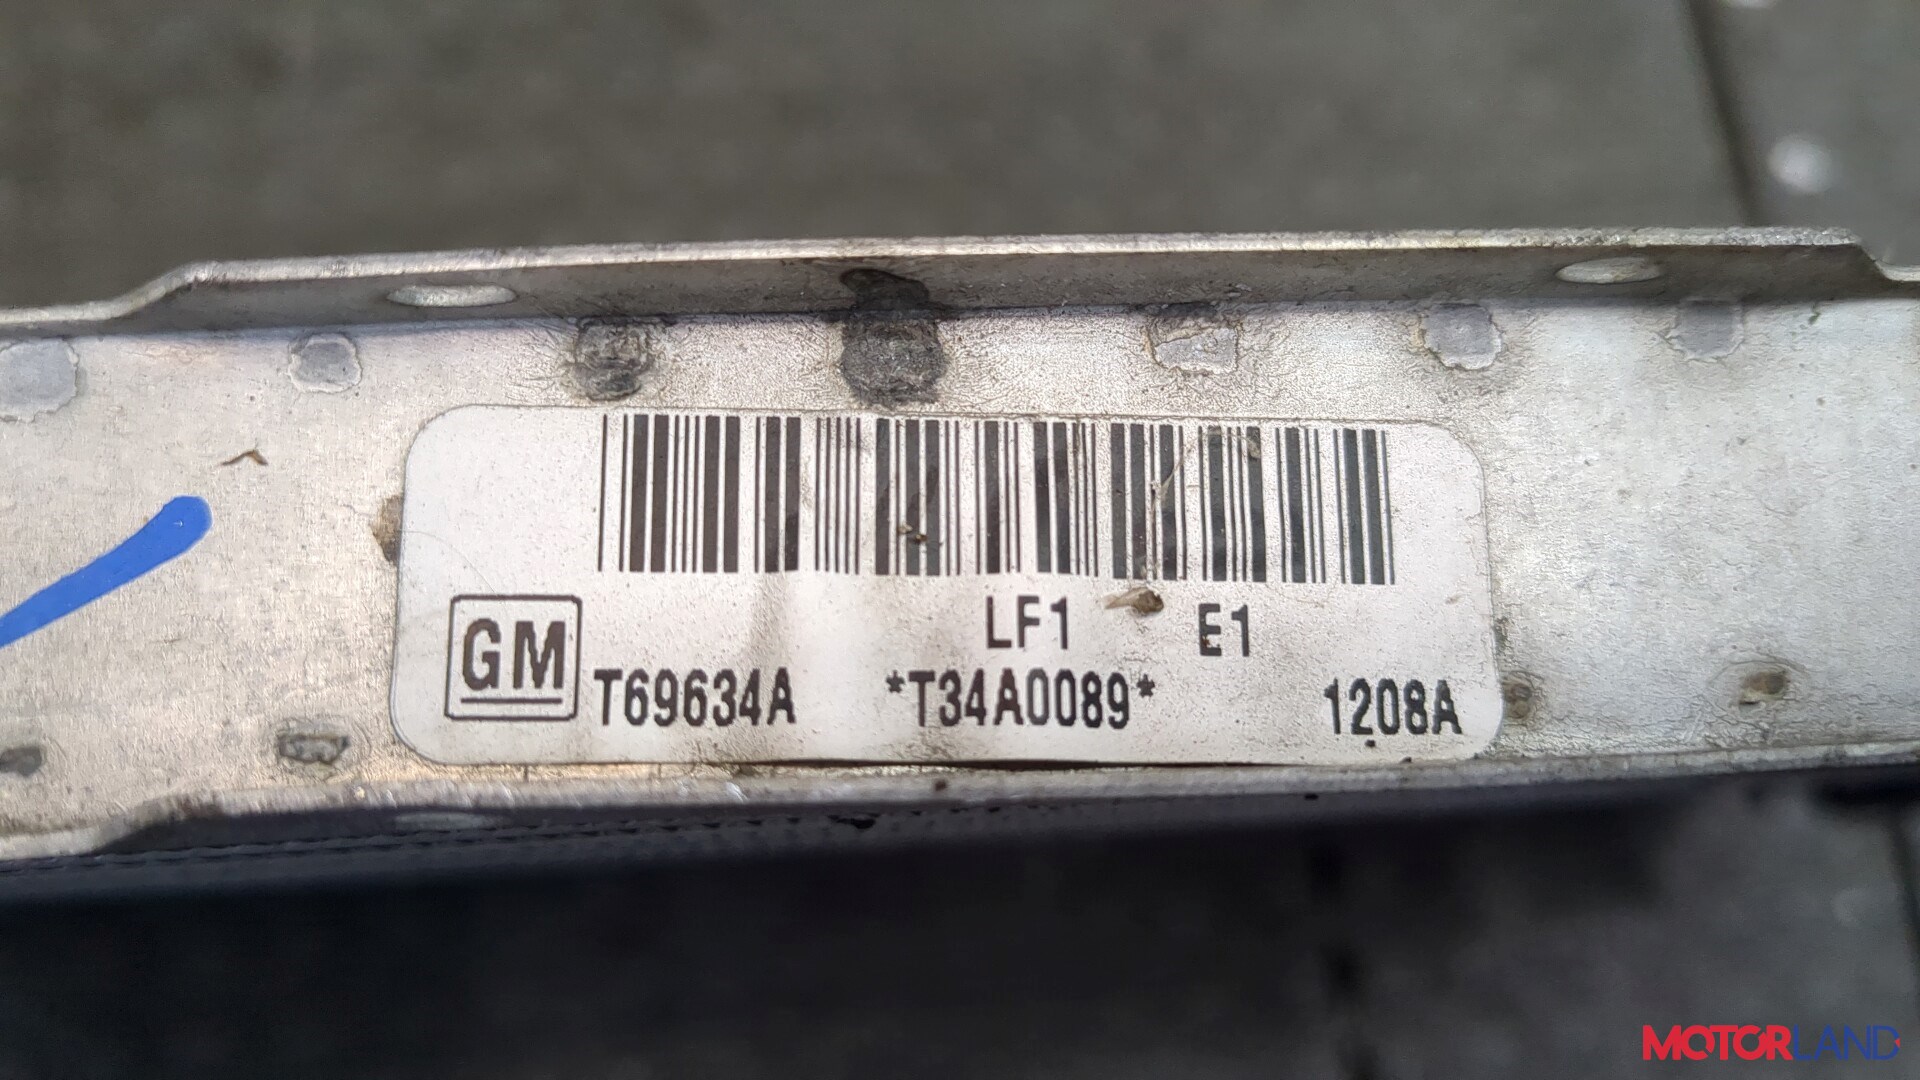 LF1 E1
GM T69634A *T34A0089* 1208A
MOTORLAND